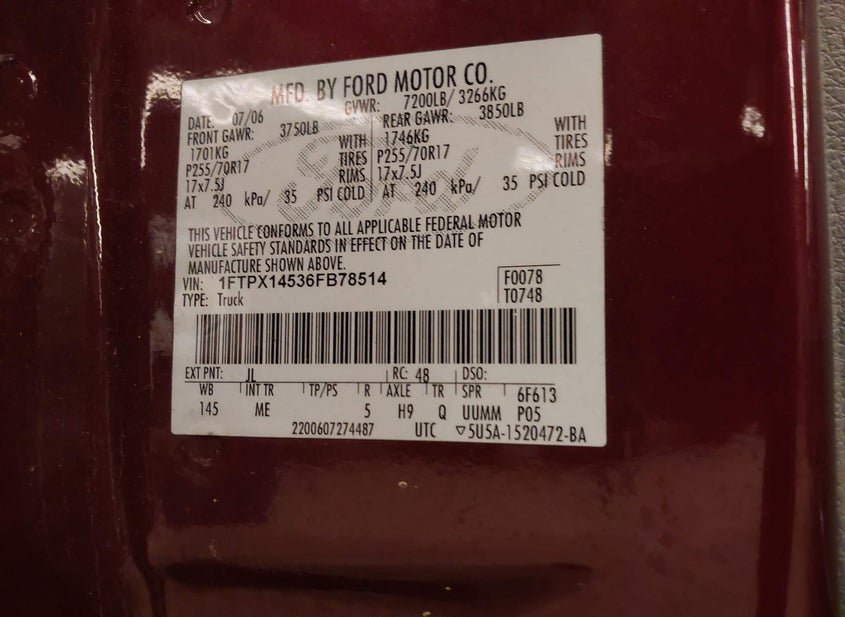 MFD. BY FORD MOTOR CO.
DATE: 07/06 GVWR: 7200LB/ 3266KG
FRONT GAWR: 3750LB REAR GAWR: 3850LB
1701KG WITH 1746KG WITH
P255/70R17 TIRES P255/70R17 TIRES
17x7.5J RIMS 17x7.5J RIMS
AT 240 kPa/ 35 PSI COLD AT 240 kPa/ 35 PSI COLD
Ford
THIS VEHICLE CONFORMS TO ALL APPLICABLE FEDERAL MOTOR
VEHICLE SAFETY STANDARDS IN EFFECT ON THE DATE OF
MANUFACTURE SHOWN ABOVE.
VIN: 1FTPX14536FB78514 F0078
TYPE: Truck T0748
EXT PNT: JL RC: 48 DSO:
WB INT TR TP/PS R AXLE TR SPR 6F613
145 ME 5 H9 Q UUMM P05
2200607274487 UTC ▽5U5A-1520472-BA